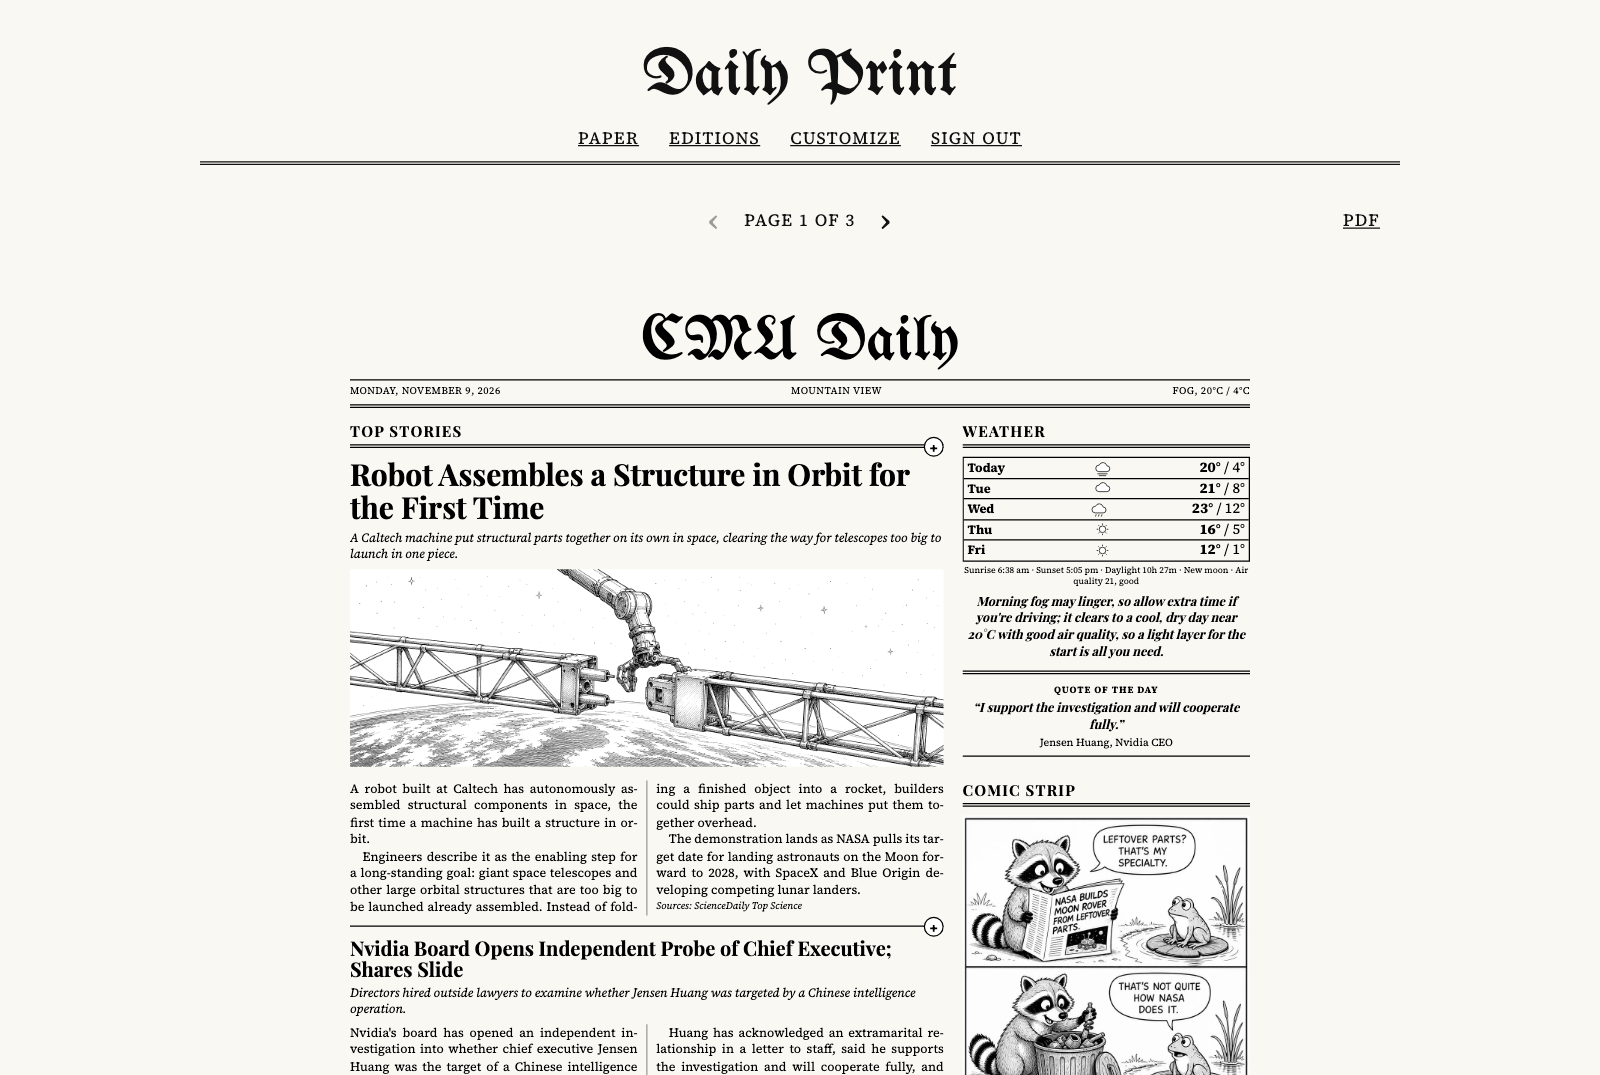 Daily Print
PAPER EDITIONS CUSTOMIZE SIGN OUT
‹ PAGE 1 OF 3 ›
PDF
CMU Daily
MONDAY, NOVEMBER 9, 2026
MOUNTAIN VIEW
FOG, 20°C / 4°C
TOP STORIES
+
Robot Assembles a Structure in Orbit for
the First Time
A Caltech machine put structural parts together on its own in space, clearing the way for telescopes too big to
launch in one piece.
A robot built at Caltech has autonomously as-
sembled structural components in space, the
first time a machine has built a structure in or-
bit.
Engineers describe it as the enabling step for
a long-standing goal: giant space telescopes and
other large orbital structures that are too big to
be launched already assembled. Instead of fold-
ing a finished object into a rocket, builders
could ship parts and let machines put them to-
gether overhead.
The demonstration lands as NASA pulls its tar-
get date for landing astronauts on the Moon for-
ward to 2028, with SpaceX and Blue Origin de-
veloping competing lunar landers.
Sources: ScienceDaily Top Science
+
Nvidia Board Opens Independent Probe of Chief Executive;
Shares Slide
Directors hired outside lawyers to examine whether Jensen Huang was targeted by a Chinese intelligence
operation.
Nvidia's board has opened an independent in-
vestigation into whether chief executive Jensen
Huang was the target of a Chinese intelligence
Huang has acknowledged an extramarital re-
lationship in a letter to staff, said he supports
the investigation and will cooperate fully, and
WEATHER
Today 20° / 4°
Tue 21° / 8°
Wed 23° / 12°
Thu 16° / 5°
Fri 12° / 1°
Sunrise 6:38 am · Sunset 5:05 pm · Daylight 10h 27m · New moon · Air
quality 21, good
Morning fog may linger, so allow extra time if
you're driving; it clears to a cool, dry day near
20°C with good air quality, so a light layer for the
start is all you need.
QUOTE OF THE DAY
“I support the investigation and will cooperate
fully.”
Jensen Huang, Nvidia CEO
COMIC STRIP
LEFTOVER PARTS?
THAT'S MY
SPECIALTY.
NASA BUILDS
MOON ROVER
FROM LEFTOVER
PARTS.
THAT'S NOT QUITE
HOW NASA
DOES IT.